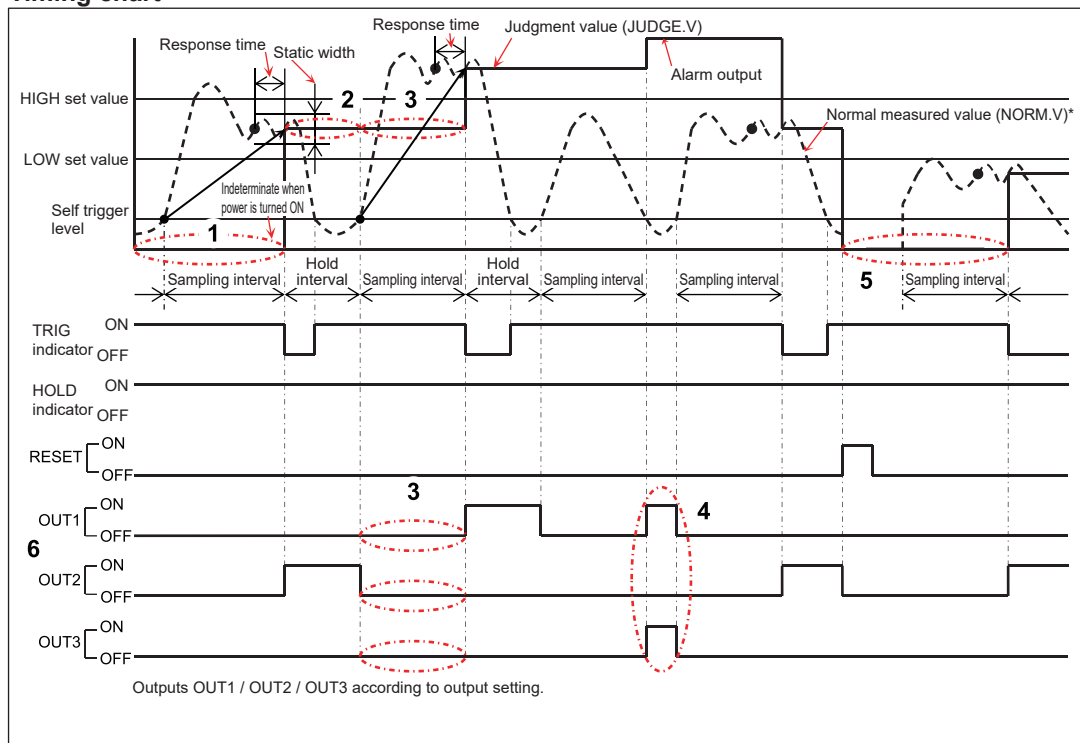 Timing chart
Response time
Judgment value (JUDGE.V)
Response time
Static width
Alarm output
HIGH set value
2
3
Normal measured value (NORM.V)*
LOW set value
Indeterminate when
power is turned ON
Self trigger
level
1
Sampling interval
Hold
interval
Sampling interval
Hold
interval
Sampling interval
Sampling interval
5
Sampling interval
TRIG
indicator
ON
OFF
HOLD
indicator
ON
OFF
RESET
ON
OFF
3
OUT1
ON
OFF
4
6
OUT2
ON
OFF
OUT3
ON
OFF
Outputs OUT1 / OUT2 / OUT3 according to output setting.